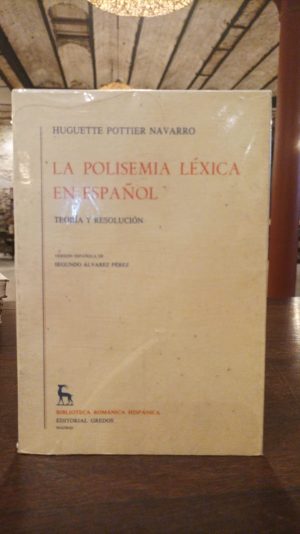 HUGUETTE POTTIER NAVARRO
LA POLISEMIA LÉXICA
EN ESPAÑOL
TEORÍA Y RESOLUCIÓN
VERSIÓN ESPAÑOLA DE
SEGUNDO ÁLVAREZ PÉREZ
BIBLIOTECA ROMÁNICA HISPÁNICA
EDITORIAL GREDOS
MADRID